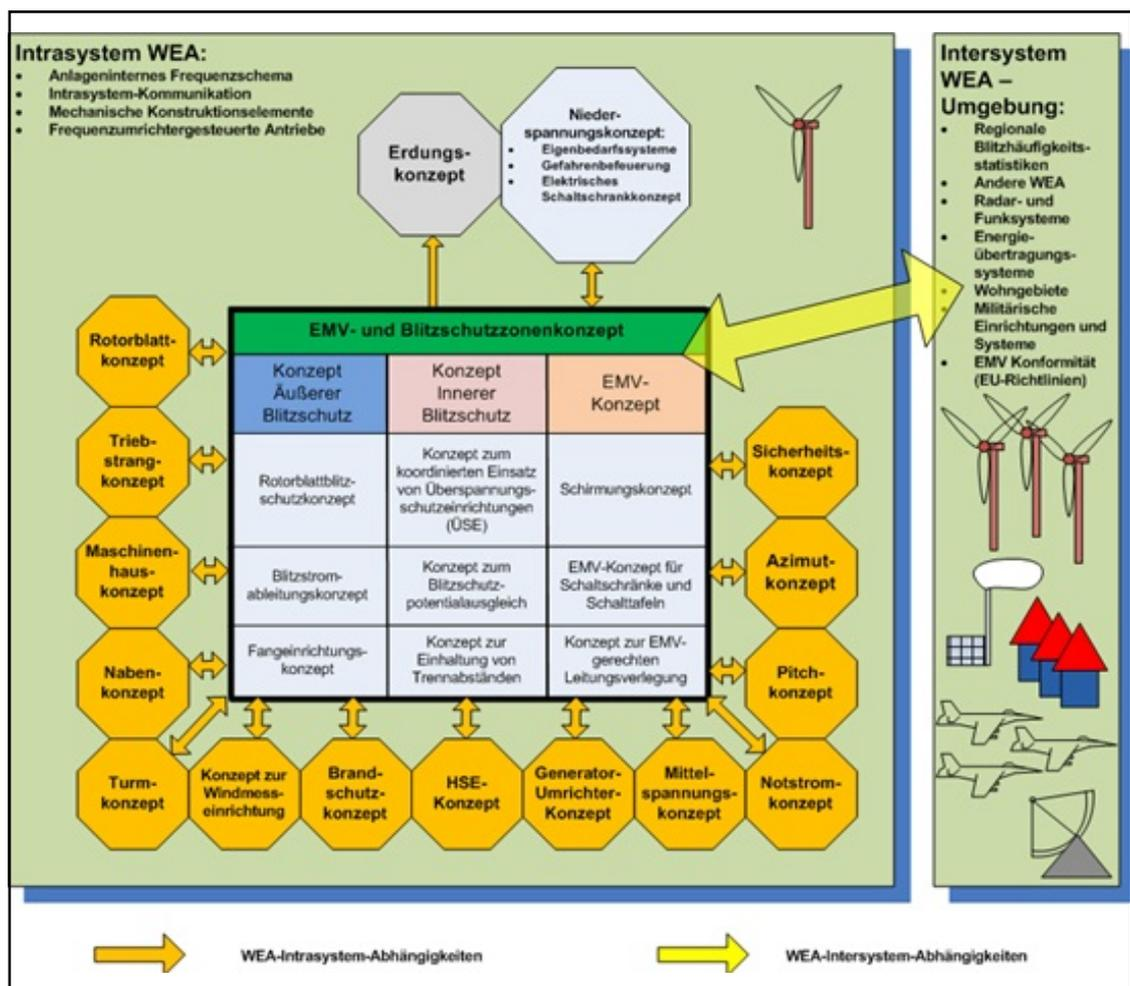 Intrasystem WEA:
• Anlageninternes Frequenzschema
• Intrasystem-Kommunikation
• Mechanische Konstruktionselemente
• Frequenzumrichtergesteuerte Antriebe
Erdungs-
konzept
Nieder-
spannungskonzept:
• Eigenbedarfssysteme
• Gefahrenbefeuerung
• Elektrisches
Schaltschrankkonzept
Intersystem
WEA –
Umgebung:
• Regionale
Blitzhäufigkeits-
statistiken
• Andere WEA
• Radar- und
Funksysteme
• Energie-
übertragungs-
systeme
• Wohngebiete
• Militärische
Einrichtungen und
Systeme
• EMV Konformität
(EU-Richtlinien)
EMV- und Blitzschutzzonenkonzept
Konzept
Äußerer
Blitzschutz
Konzept
Innerer
Blitzschutz
EMV-
Konzept
Rotorblattblitz-
schutzkonzept
Konzept zum
koordinierten Einsatz
von Überspannungs-
schutzeinrichtungen
(ÜSE)
Schirmungskonzept
Blitzstrom-
ableitungskonzept
Konzept zum
Blitzschutz-
potentialausgleich
EMV-Konzept für
Schaltschränke und
Schalttafeln
Fangeinrichtungs-
konzept
Konzept zur
Einhaltung von
Trennabständen
Konzept zur EMV-
gerechten
Leitungsverlegung
Rotorblatt-
konzept
Trieb-
strang-
konzept
Maschinen-
haus-
konzept
Naben-
konzept
Turm-
konzept
Konzept zur
Windmess-
einrichtung
Brand-
schutz-
konzept
HSE-
Konzept
Generator-
Umrichter-
Konzept
Mittel-
spannungs-
konzept
Notstrom-
konzept
Pitch-
konzept
Azimut-
konzept
Sicherheits-
konzept
WEA-Intrasystem-Abhängigkeiten
WEA-Intersystem-Abhängigkeiten